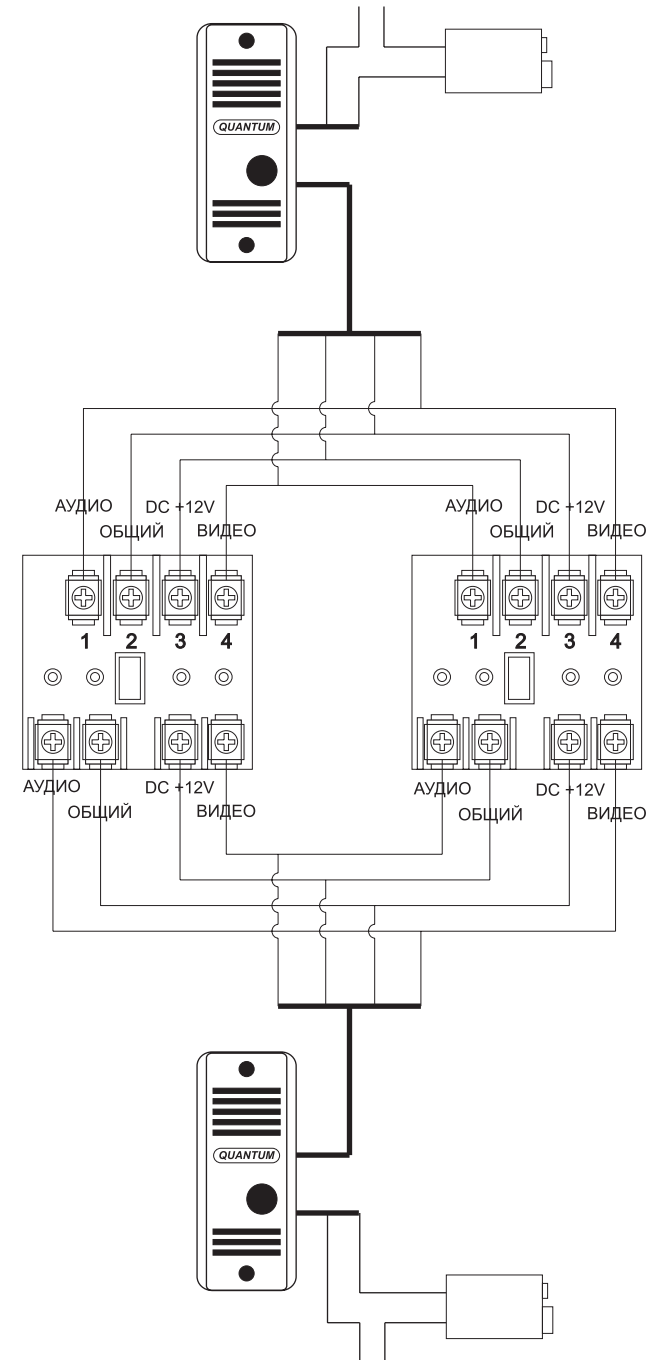 QUANTUM
АУДИО
DC +12V
ОБЩИЙ
ВИДЕО
АУДИО
DC +12V
ОБЩИЙ
ВИДЕО
1 2 3 4
1 2 3 4
АУДИО
DC +12V
ОБЩИЙ
ВИДЕО
АУДИО
DC +12V
ОБЩИЙ
ВИДЕО
QUANTUM